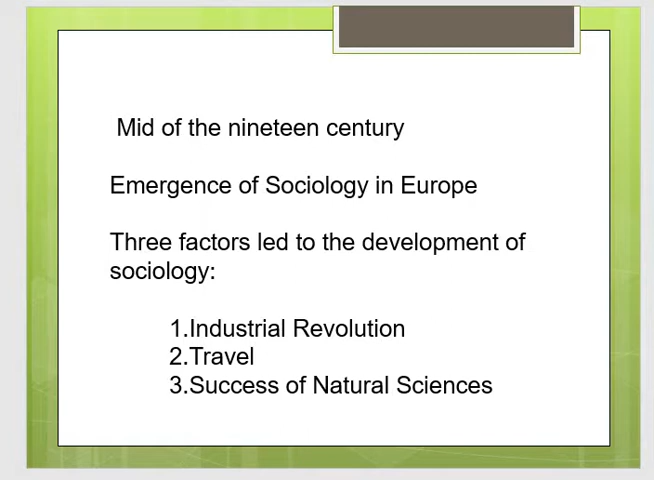 Mid of the nineteen century
Emergence of Sociology in Europe
Three factors led to the development of
sociology:
1.Industrial Revolution
2.Travel
3.Success of Natural Sciences